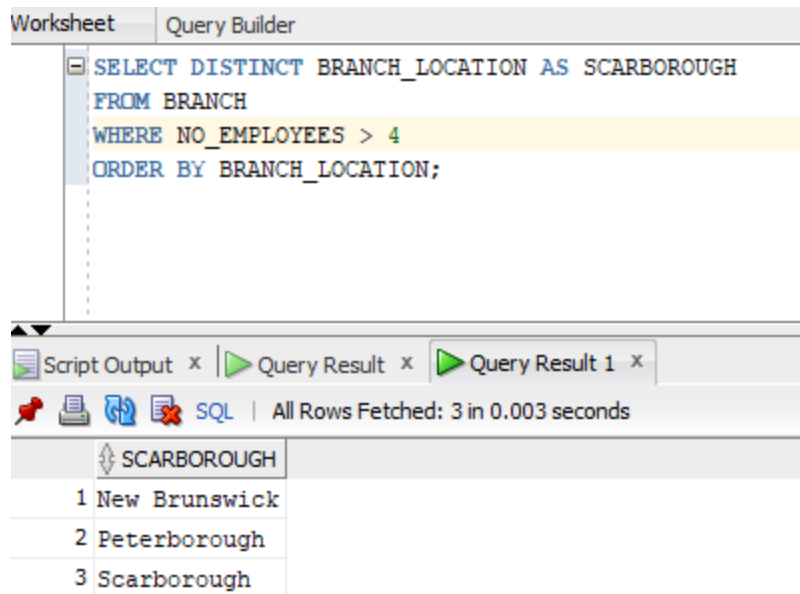 Worksheet Query Builder
SELECT DISTINCT BRANCH_LOCATION AS SCARBOROUGH
FROM BRANCH
WHERE NO_EMPLOYEES > 4
ORDER BY BRANCH_LOCATION;
Script Output x Query Result x Query Result 1 x
SQL | All Rows Fetched: 3 in 0.003 seconds
SCARBOROUGH
1 New Brunswick
2 Peterborough
3 Scarborough